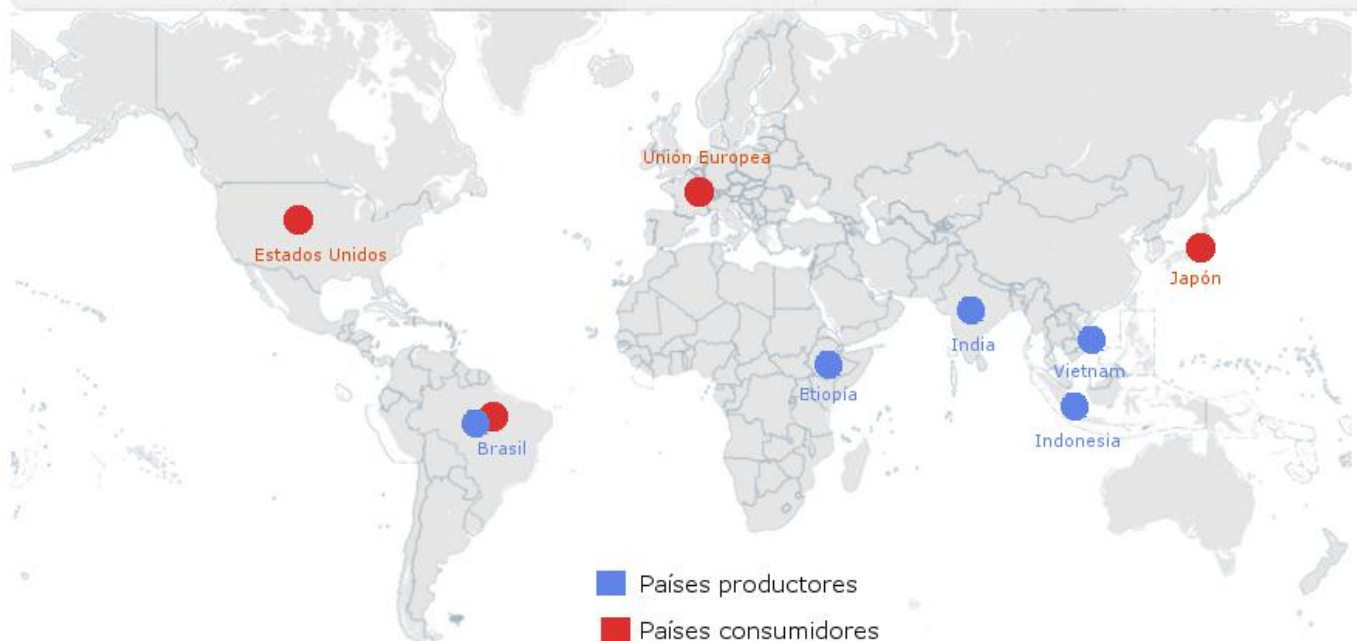 Unión Europea
Estados Unidos
Japón
India
Vietnam
Etiopía
Indonesia
Brasil
Países productores
Países consumidores